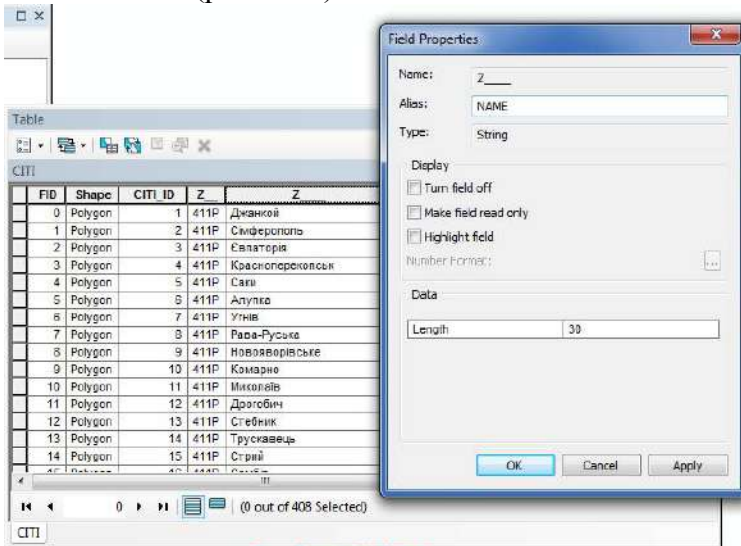 Field Properties
Name: Z____
Alias: NAME
Type: String
Display
Turn field off
Make field read only
Highlight field
Number Format: ...
Data
Length 30
OK Cancel Apply
Table
CITI
FID Shape CITI_ID Z__ Z____
0 Polygon 1 411P Джанкой
1 Polygon 2 411P Сімферополь
2 Polygon 3 411P Євпаторія
3 Polygon 4 411P Красноперекопськ
4 Polygon 5 411P Саки
5 Polygon 6 411P Алупка
6 Polygon 7 411P Угнів
7 Polygon 8 411P Рава-Руська
8 Polygon 9 411P Новояворівське
9 Polygon 10 411P Комарно
10 Polygon 11 411P Миколаїв
11 Polygon 12 411P Дрогобич
12 Polygon 13 411P Стебник
13 Polygon 14 411P Трускавець
14 Polygon 15 411P Стрий
0 (0 out of 408 Selected)
CITI